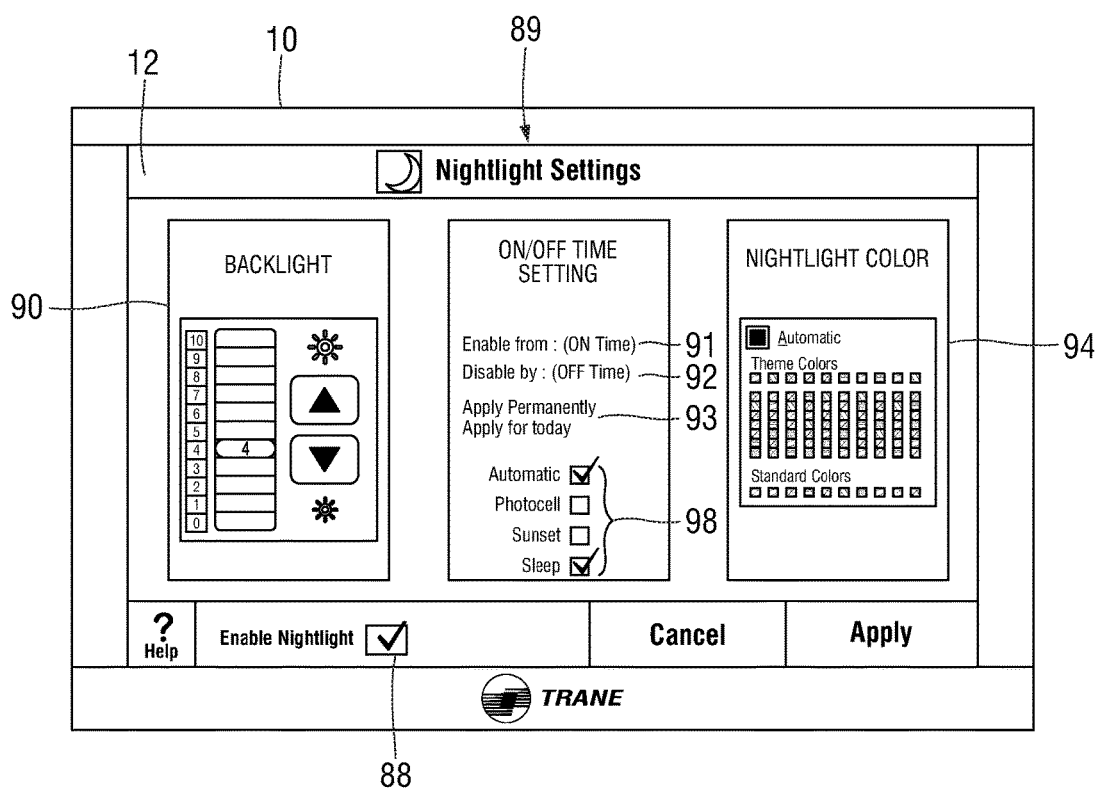 89
10
12
Nightlight Settings
BACKLIGHT
90
10
9
8
7
6
5
4
3
2
1
0
4
ON/OFF TIME
SETTING
Enable from : (ON Time)
91
Disable by : (OFF Time)
92
Apply Permanently
93
Apply for today
Automatic
Photocell
Sunset
Sleep
98
NIGHTLIGHT COLOR
Automatic
94
Theme Colors
Standard Colors
?
Help
Enable Nightlight
Cancel
Apply
TRANE
88